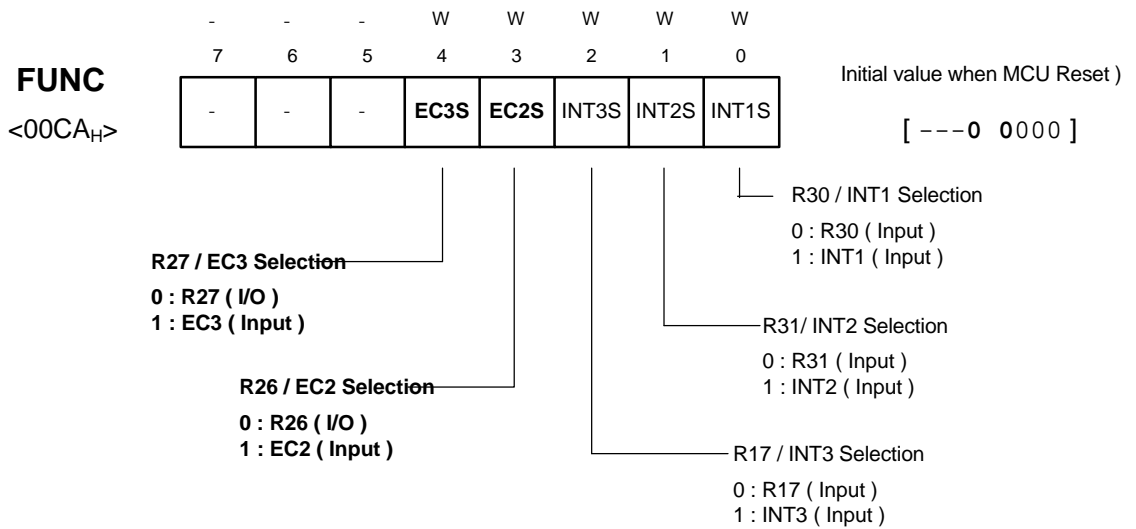 - - - W W W W W
7 6 5 4 3 2 1 0
FUNC
<00CAH>
- - - EC3S EC2S INT3S INT2S INT1S
Initial value when MCU Reset )
[ ---0 0000 ]
R30 / INT1 Selection
0 : R30 ( Input )
1 : INT1 ( Input )
R27 / EC3 Selection
0 : R27 ( I/O )
1 : EC3 ( Input )
R31/ INT2 Selection
0 : R31 ( Input )
1 : INT2 ( Input )
R26 / EC2 Selection
0 : R26 ( I/O )
1 : EC2 ( Input )
R17 / INT3 Selection
0 : R17 ( Input )
1 : INT3 ( Input )